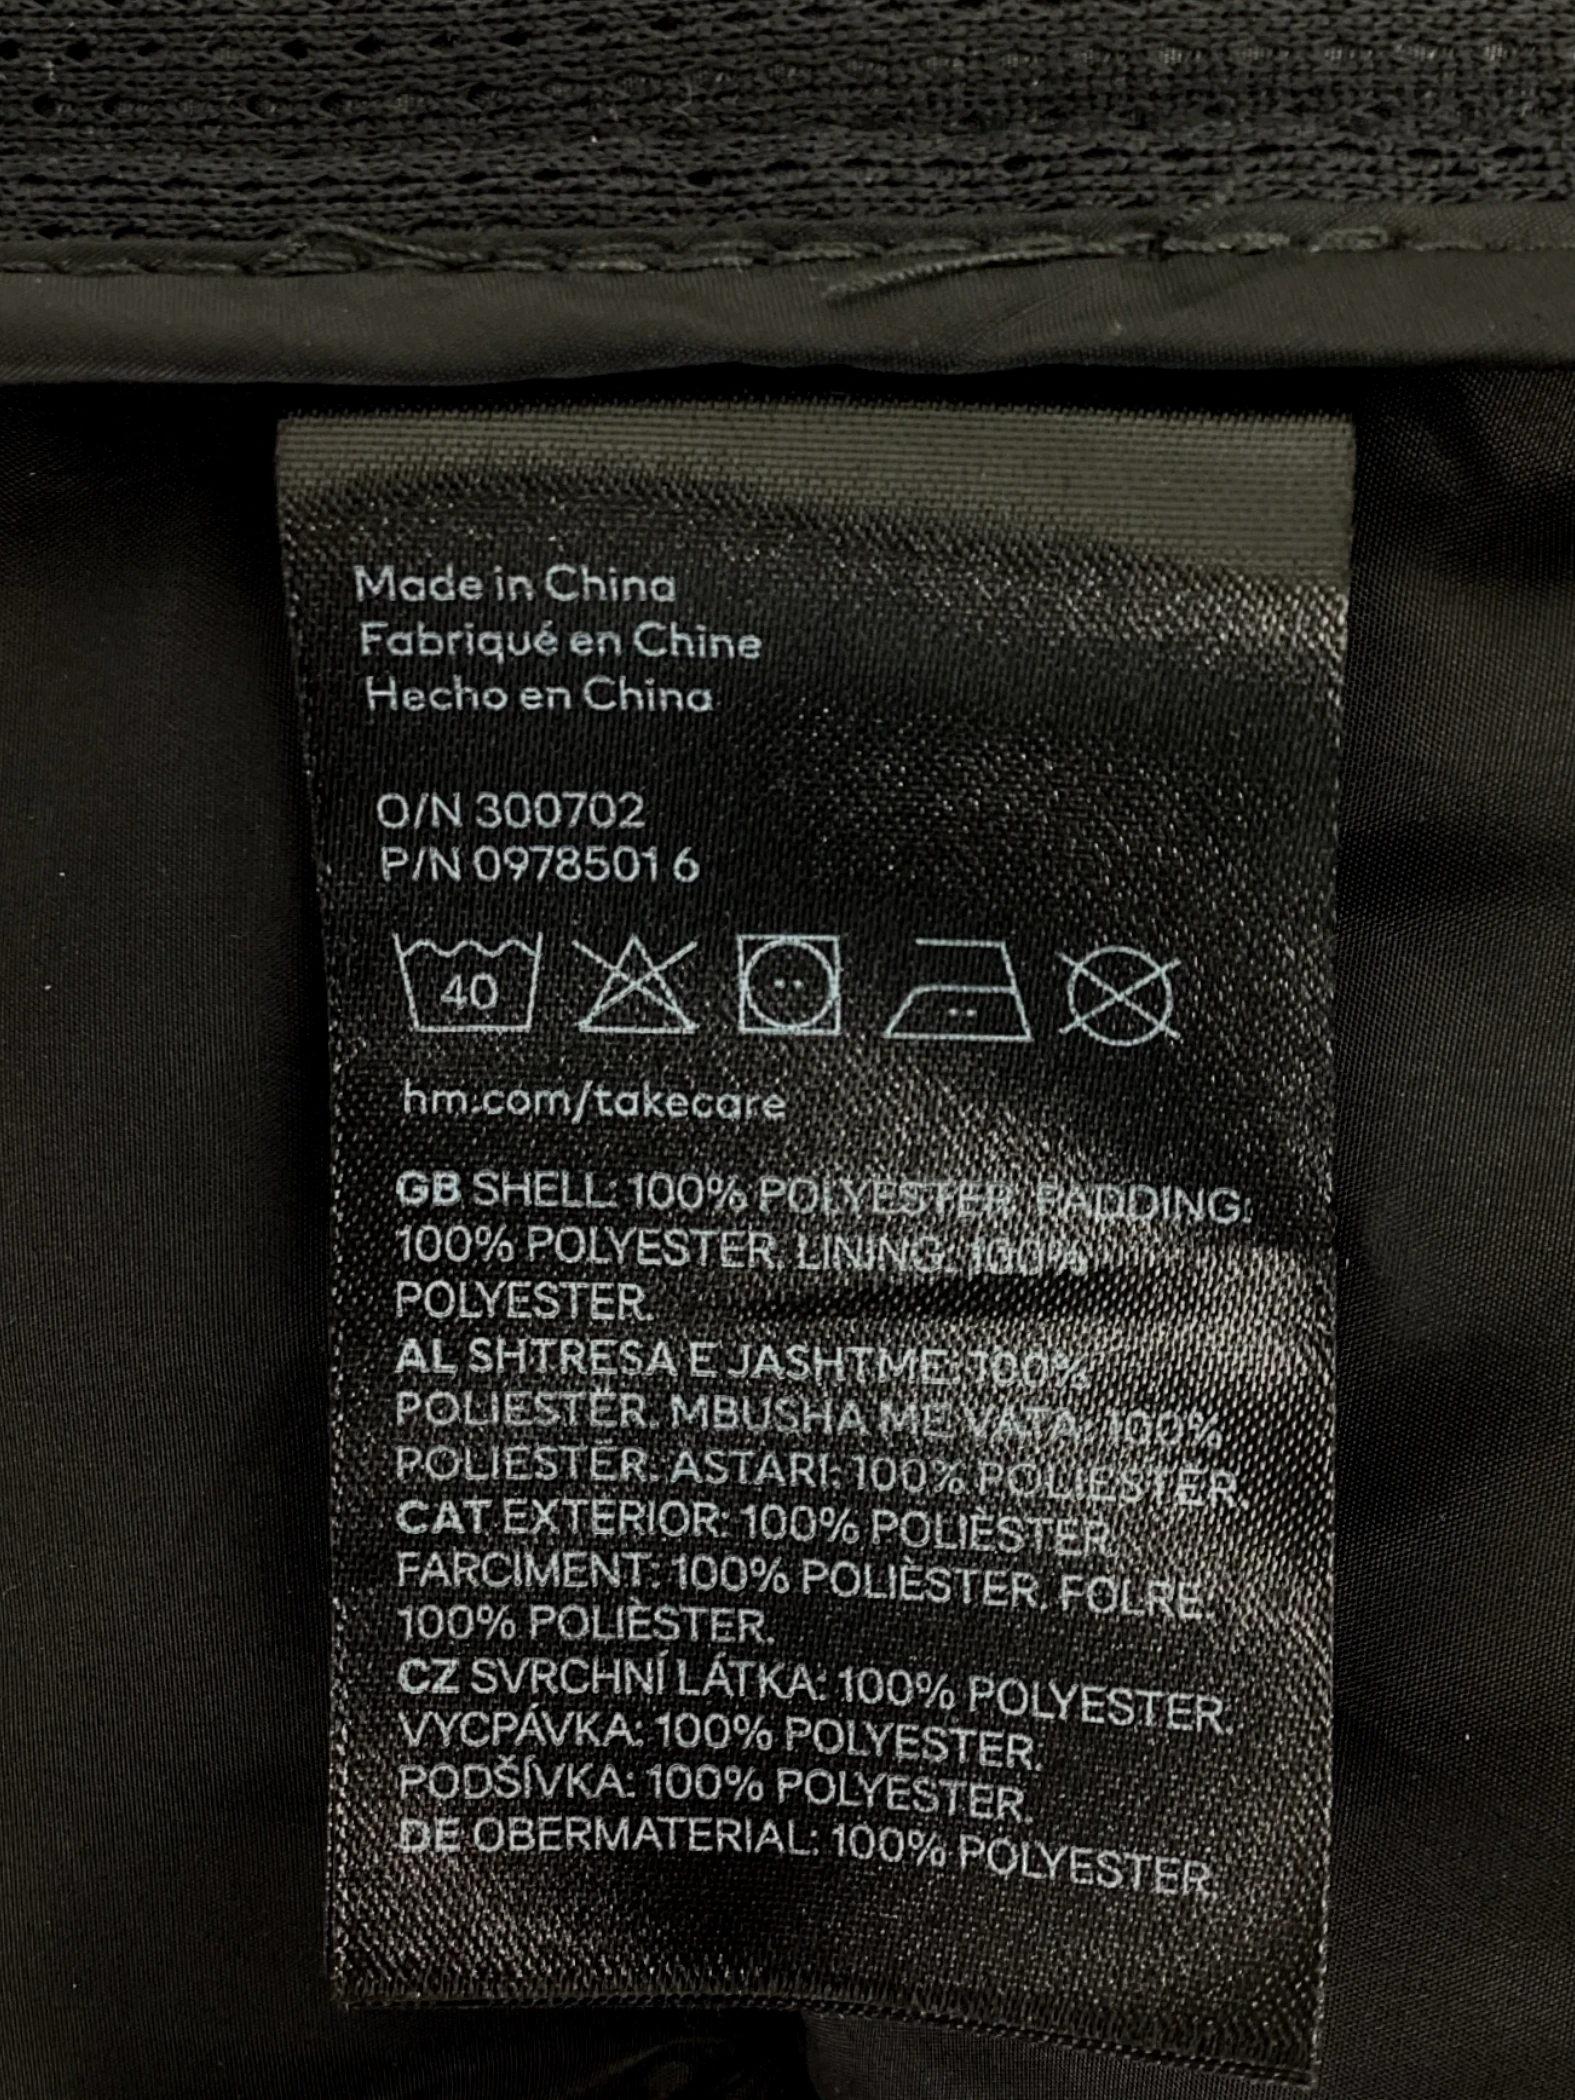 Made in China
Fabriqué en Chine
Hecho en China
O/N 300702
P/N 0978501 6
40
hm.com/takecare
GB SHELL: 100% POLYESTER. PADDING:
100% POLYESTER. LINING: 100%
POLYESTER.
AL SHTRESA E JASHTME: 100%
POLIESTËR. MBUSHA ME VATA: 100%
POLIESTËR. ASTARI: 100% POLIESTËR.
CAT EXTERIOR: 100% POLIÈSTER.
FARCIMENT: 100% POLIÈSTER. FOLRE:
100% POLIÈSTER.
CZ SVRCHNÍ LÁTKA: 100% POLYESTER.
VYCPÁVKA: 100% POLYESTER.
PODŠÍVKA: 100% POLYESTER.
DE OBERMATERIAL: 100% POLYESTER.